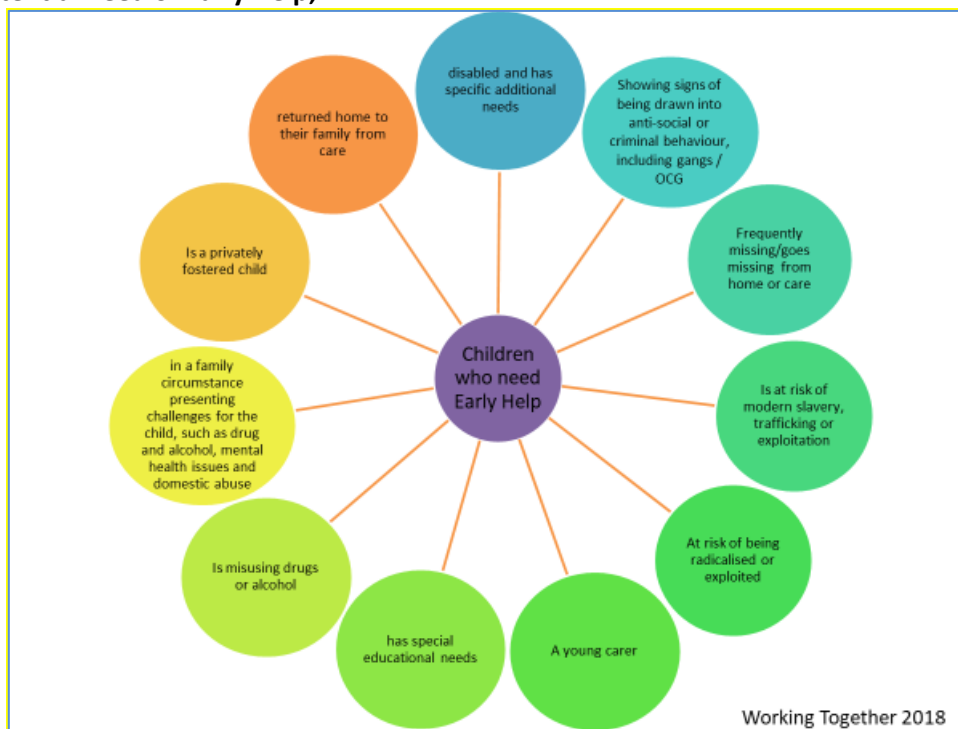 disabled and has
specific additional
needs
Showing signs of
being drawn into
anti-social or
criminal behaviour,
including gangs /
OCG
Frequently
missing/goes
missing from
home or care
Is at risk of
modern slavery,
trafficking or
exploitation
At risk of being
radicalised or
exploited
A young carer
has special
educational needs
Is misusing drugs
or alcohol
in a family
circumstance
presenting
challenges for the
child, such as drug
and alcohol, mental
health issues and
domestic abuse
Is a privately
fostered child
returned home to
their family from
care
Children
who need
Early Help
Working Together 2018